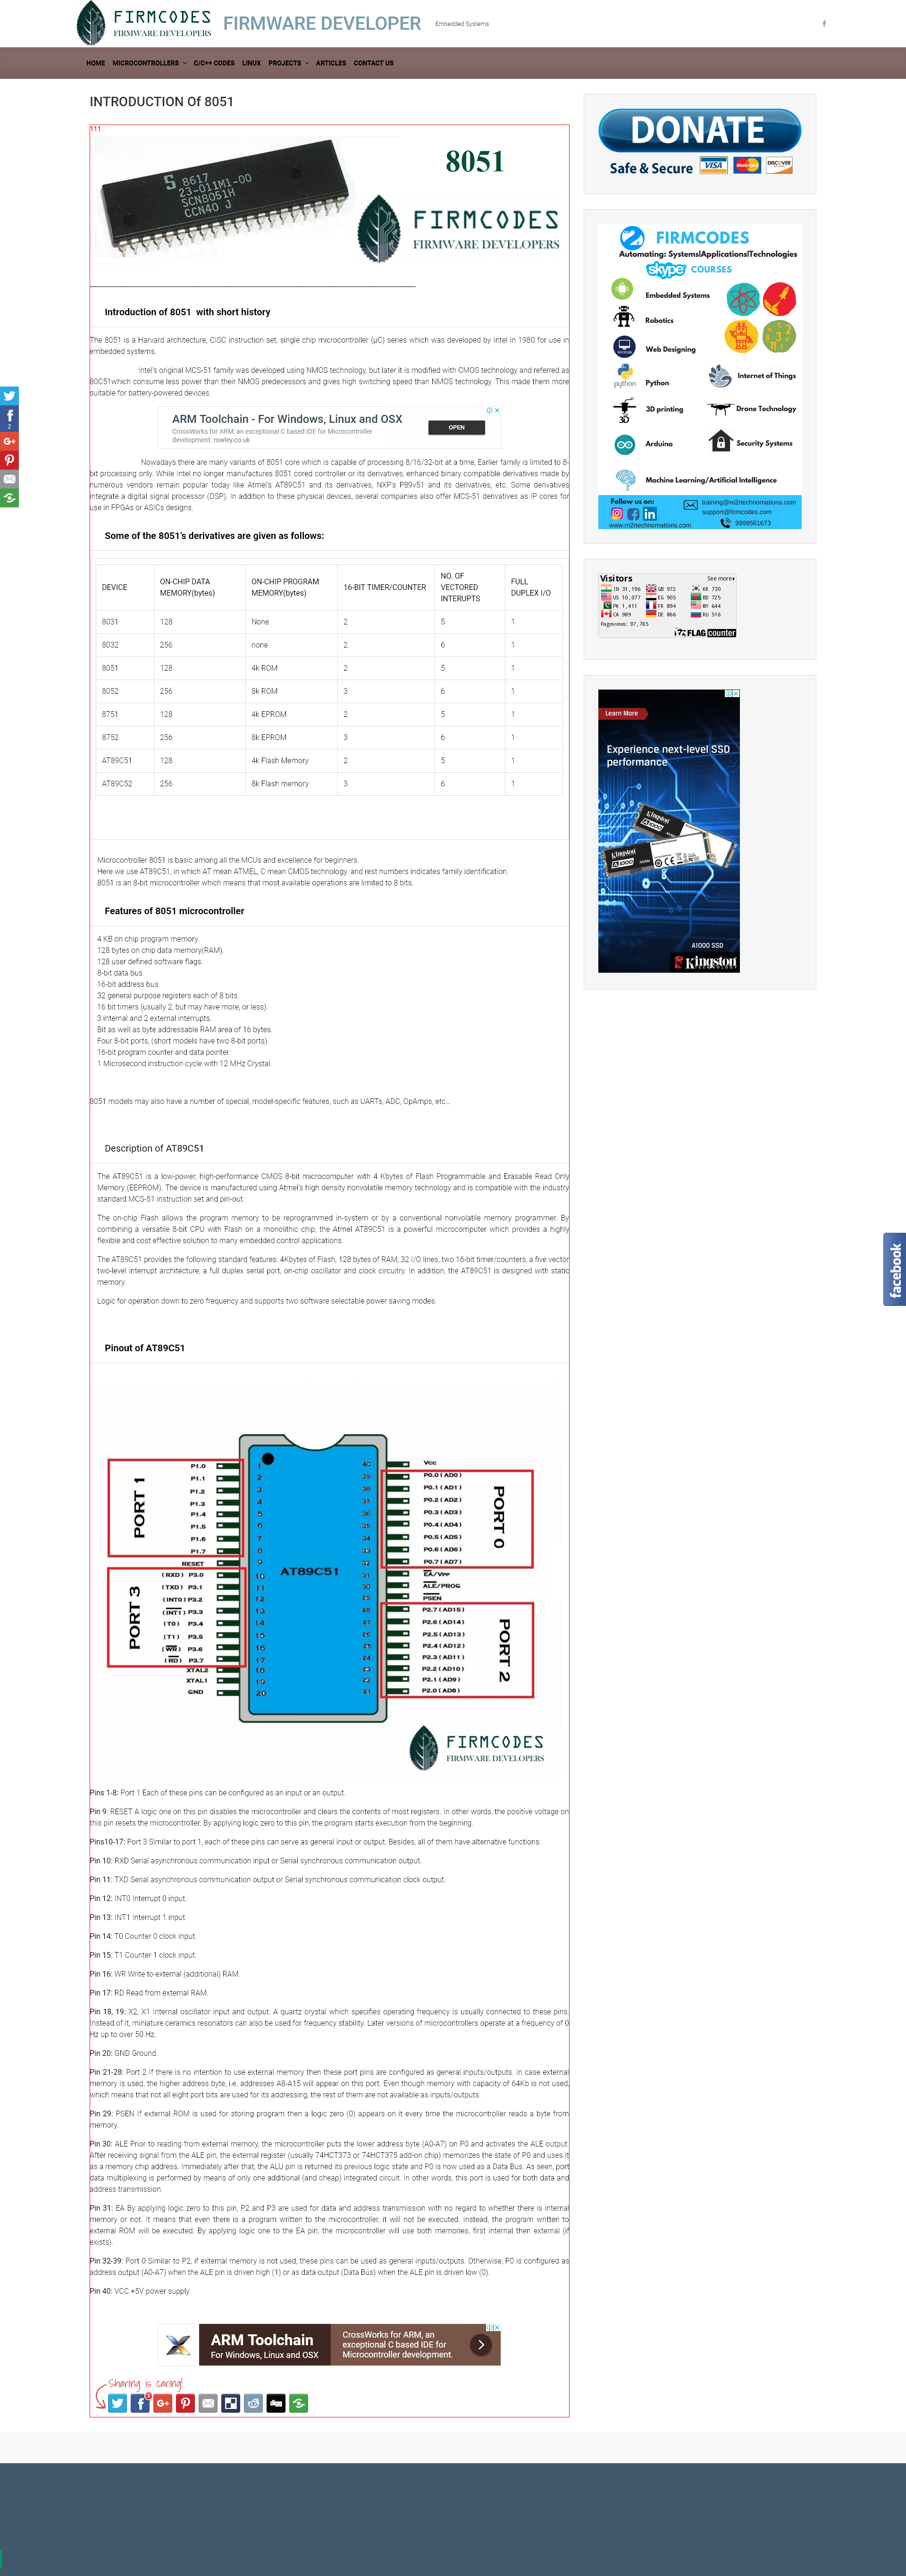 FIRMCODES
FIRMWARE DEVELOPERS
FIRMWARE DEVELOPER
Embedded Systems
HOME MICROCONTROLLERS C/C++ CODES LINUX PROJECTS ARTICLES CONTACT US
INTRODUCTION Of 8051
111
S 8617
23-011M1-00
SCN8051H
CCN40 J
8051
FIRMCODES
FIRMWARE DEVELOPERS
Introduction of 8051 with short history
The 8051 is a Harvard architecture, CISC instruction set, single chip microcontroller (µC) series which was developed by Intel in 1980 for use in
embedded systems.
Intel's original MCS-51 family was developed using NMOS technology, but later it is modified with CMOS technology and referred as
80C51which consume less power than their NMOS predecessors and gives high switching speed than NMOS technology. This made them more
suitable for battery-powered devices.
ARM Toolchain - For Windows, Linux and OSX
CrossWorks for ARM, an exceptional C based IDE for Microcontroller
development. rowley.co.uk
OPEN
Nowadays there are many variants of 8051 core which is capable of processing 8/16/32-bit at a time, Earlier family is limited to 8-
bit processing only. While Intel no longer manufactures 8051 cored controller or its derivatives, enhanced binary compatible derivatives made by
numerous vendors remain popular today like Atmel's AT89C51 and its derivatives, NXP's P89v51 and its derivatives, etc. Some derivatives
integrate a digital signal processor (DSP). In addition to these physical devices, several companies also offer MCS-51 derivatives as IP cores for
use in FPGAs or ASICs designs.
Some of the 8051's derivatives are given as follows:
DEVICE ON-CHIP DATA MEMORY(bytes) ON-CHIP PROGRAM MEMORY(bytes) 16-BIT TIMER/COUNTER NO. OF VECTORED INTERUPTS FULL DUPLEX I/O
8031 128 None 2 5 1
8032 256 none 2 6 1
8051 128 4k ROM 2 5 1
8052 256 8k ROM 3 6 1
8751 128 4k EPROM 2 5 1
8752 256 8k EPROM 3 6 1
AT89C51 128 4k Flash Memory 2 5 1
AT89C52 256 8k Flash memory 3 6 1
Microcontroller 8051 is basic among all the MCUs and excellence for beginners.
Here we use AT89C51, in which AT mean ATMEL, C mean CMOS technology. and rest numbers indicates family identification.
8051 is an 8-bit microcontroller which means that most available operations are limited to 8 bits.
Features of 8051 microcontroller
4 KB on chip program memory.
128 bytes on chip data memory(RAM).
128 user defined software flags.
8-bit data bus
16-bit address bus
32 general purpose registers each of 8 bits
16 bit timers (usually 2, but may have more, or less).
3 internal and 2 external interrupts.
Bit as well as byte addressable RAM area of 16 bytes.
Four 8-bit ports, (short models have two 8-bit ports).
16-bit program counter and data pointer.
1 Microsecond instruction cycle with 12 MHz Crystal.
8051 models may also have a number of special, model-specific features, such as UARTs, ADC, OpAmps, etc...
Description of AT89C51
The AT89C51 is a low-power, high-performance CMOS 8-bit microcomputer with 4 Kbytes of Flash Programmable and Erasable Read Only
Memory (EEPROM). The device is manufactured using Atmel's high density nonvolatile memory technology and is compatible with the industry
standard MCS-51 instruction set and pin-out.
The on-chip Flash allows the program memory to be reprogrammed in-system or by a conventional nonvolatile memory programmer. By
combining a versatile 8-bit CPU with Flash on a monolithic chip, the Atmel AT89C51 is a powerful microcomputer which provides a highly
flexible and cost effective solution to many embedded control applications.
The AT89C51 provides the following standard features: 4Kbytes of Flash, 128 bytes of RAM, 32 I/O lines, two 16-bit timer/counters, a five vector
two-level interrupt architecture, a full duplex serial port, on-chip oscillator and clock circuitry. In addition, the AT89C51 is designed with static
memory.
Logic for operation down to zero frequency and supports two software selectable power saving modes.
Pinout of AT89C51
PORT 1
PORT 3
PORT 0
PORT 2
AT89C51
P1.0 1 40 Vcc
P1.1 2 39 P0.0 ( AD0 )
P1.2 3 38 P0.1 ( AD1 )
P1.3 4 37 P0.2 ( AD2 )
P1.4 5 36 P0.3 ( AD3 )
P1.5 6 35 P0.4 ( AD4 )
P1.6 7 34 P0.5 ( AD5 )
P1.7 8 33 P0.6 ( AD6 )
RESET 9 32 P0.7 ( AD7 )
( RXD ) P3.0 10 31 EA/Vpp
( TXD ) P3.1 11 30 ALE/PROG
( INT0 ) P3.2 12 29 PSEN
( INT1 ) P3.3 13 28 P2.7 ( AD15 )
( T0 ) P3.4 14 27 P2.6 ( AD14 )
( T1 ) P3.5 15 26 P2.5 ( AD13 )
( WR ) P3.6 16 25 P2.4 ( AD12 )
( RD ) P3.7 17 24 P2.3 ( AD11 )
XTAL2 18 23 P2.2 ( AD10 )
XTAL1 19 22 P2.1 ( AD9 )
GND 20 21 P2.0 ( AD8 )
FIRMCODES
FIRMWARE DEVELOPERS
Pins 1-8: Port 1 Each of these pins can be configured as an input or an output.
Pin 9: RESET A logic one on this pin disables the microcontroller and clears the contents of most registers. In other words, the positive voltage on
this pin resets the microcontroller. By applying logic zero to this pin, the program starts execution from the beginning.
Pins10-17: Port 3 Similar to port 1, each of these pins can serve as general input or output. Besides, all of them have alternative functions:
Pin 10: RXD Serial asynchronous communication input or Serial synchronous communication output.
Pin 11: TXD Serial asynchronous communication output or Serial synchronous communication clock output.
Pin 12: INT0 Interrupt 0 input.
Pin 13: INT1 Interrupt 1 input.
Pin 14: T0 Counter 0 clock input.
Pin 15: T1 Counter 1 clock input.
Pin 16: WR Write to external (additional) RAM.
Pin 17: RD Read from external RAM.
Pin 18, 19: X2, X1 Internal oscillator input and output. A quartz crystal which specifies operating frequency is usually connected to these pins.
Instead of it, miniature ceramics resonators can also be used for frequency stability. Later versions of microcontrollers operate at a frequency of 0
Hz up to over 50 Hz.
Pin 20: GND Ground.
Pin 21-28: Port 2 If there is no intention to use external memory then these port pins are configured as general inputs/outputs. In case external
memory is used, the higher address byte, i.e. addresses A8-A15 will appear on this port. Even though memory with capacity of 64Kb is not used,
which means that not all eight port bits are used for its addressing, the rest of them are not available as inputs/outputs.
Pin 29: PSEN If external ROM is used for storing program then a logic zero (0) appears on it every time the microcontroller reads a byte from
memory.
Pin 30: ALE Prior to reading from external memory, the microcontroller puts the lower address byte (A0-A7) on P0 and activates the ALE output.
After receiving signal from the ALE pin, the external register (usually 74HCT373 or 74HCT375 add-on chip) memorizes the state of P0 and uses it
as a memory chip address. Immediately after that, the ALU pin is returned its previous logic state and P0 is now used as a Data Bus. As seen, port
data multiplexing is performed by means of only one additional (and cheap) integrated circuit. In other words, this port is used for both data and
address transmission.
Pin 31: EA By applying logic zero to this pin, P2 and P3 are used for data and address transmission with no regard to whether there is internal
memory or not. It means that even there is a program written to the microcontroller, it will not be executed. Instead, the program written to
external ROM will be executed. By applying logic one to the EA pin, the microcontroller will use both memories, first internal then external (if
exists).
Pin 32-39: Port 0 Similar to P2, if external memory is not used, these pins can be used as general inputs/outputs. Otherwise, P0 is configured as
address output (A0-A7) when the ALE pin is driven high (1) or as data output (Data Bus) when the ALE pin is driven low (0).
Pin 40: VCC +5V power supply.
ARM Toolchain
For Windows, Linux and OSX
CrossWorks for ARM, an
exceptional C based IDE for
Microcontroller development.
Sharing is caring!
2
2
DONATE
Safe & Secure VISA MasterCard DISCOVER
FIRMCODES
Automating: Systems|Applications|Technologies
skype COURSES
Embedded Systems
Robotics
Web Designing
Internet of Things
python Python
3D 3D printing
Drone Technology
Arduino
Security Systems
Machine Learning/Artificial Intelligence
Follow us on:
training@m2rtechnomations.com
support@firmcodes.com
www.m2rtechnomations.com
9999561673
Visitors See more
IN 31,196 GB 972 KR 730
US 10,077 EG 905 BD 725
PK 1,411 FR 894 MY 644
CA 989 DE 866 RU 516
Pageviews: 97,765
FLAG counter
Learn More
Experience next-level SSD
performance
Kingston
A1000
Kingston
A1000 SSD
Kingston
TECHNOLOGY
facebook